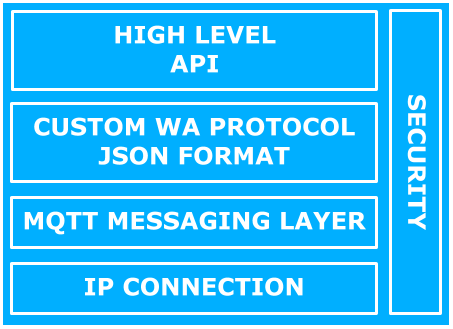 HIGH LEVEL
API
CUSTOM WA PROTOCOL
JSON FORMAT
MQTT MESSAGING LAYER
IP CONNECTION
SECURITY